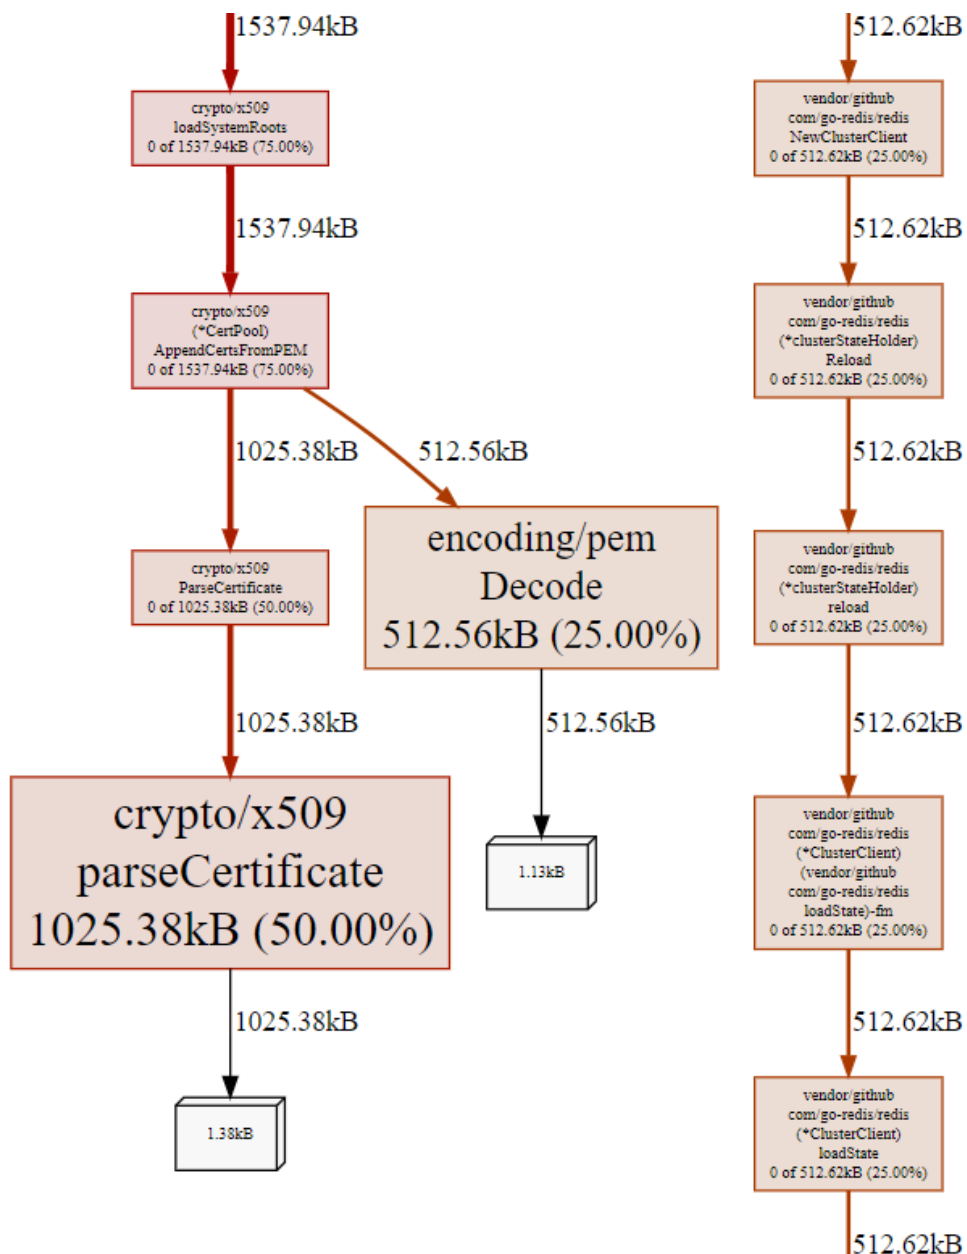 1537.94kB
crypto/x509
loadSystemRoots
0 of 1537.94kB (75.00%)
1537.94kB
crypto/x509
(*CertPool)
AppendCertsFromPEM
0 of 1537.94kB (75.00%)
1025.38kB
512.56kB
crypto/x509
ParseCertificate
0 of 1025.38kB (50.00%)
encoding/pem
Decode
512.56kB (25.00%)
1025.38kB
512.56kB
crypto/x509
parseCertificate
1025.38kB (50.00%)
1.13kB
1025.38kB
1.38kB
512.62kB
vendor/github
com/go-redis/redis
NewClusterClient
0 of 512.62kB (25.00%)
512.62kB
vendor/github
com/go-redis/redis
(*clusterStateHolder)
Reload
0 of 512.62kB (25.00%)
512.62kB
vendor/github
com/go-redis/redis
(*clusterStateHolder)
reload
0 of 512.62kB (25.00%)
512.62kB
vendor/github
com/go-redis/redis
(*ClusterClient)
(vendor/github
com/go-redis/redis
loadState)-fm
0 of 512.62kB (25.00%)
512.62kB
vendor/github
com/go-redis/redis
(*ClusterClient)
loadState
0 of 512.62kB (25.00%)
512.62kB